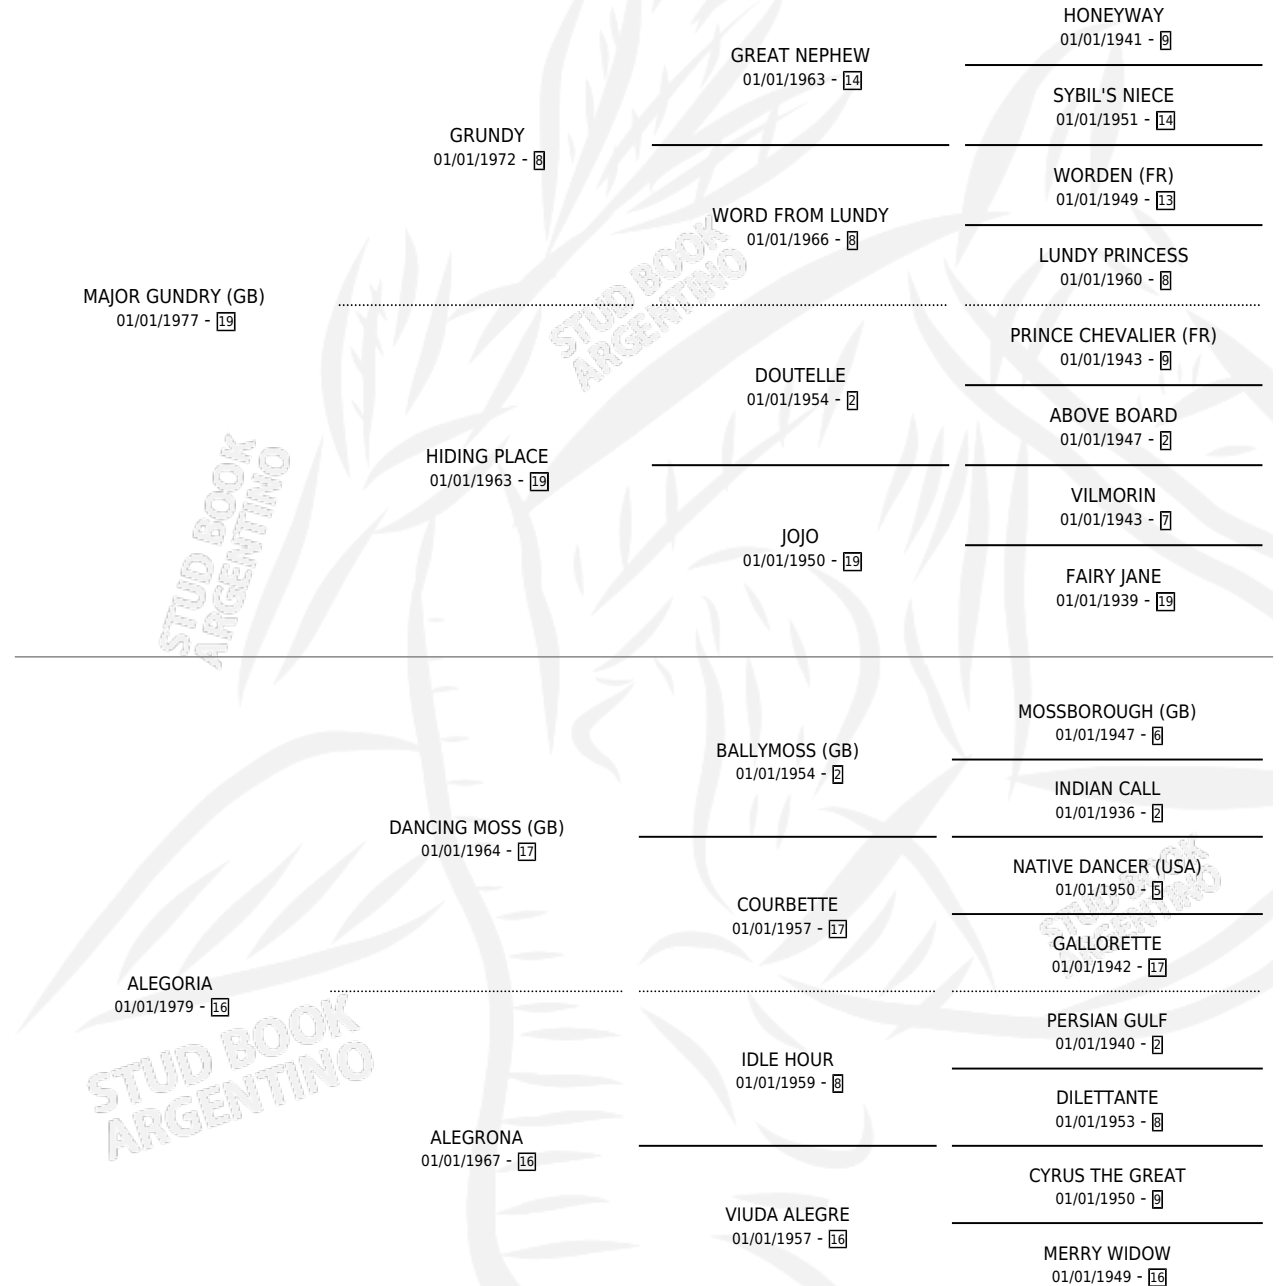 HONEYWAY
01/01/1941 - 9
GREAT NEPHEW
01/01/1963 - 14
SYBIL'S NIECE
01/01/1951 - 14
GRUNDY
01/01/1972 - 8
WORDEN (FR)
01/01/1949 - 13
WORD FROM LUNDY
01/01/1966 - 8
LUNDY PRINCESS
01/01/1960 - 8
MAJOR GUNDRY (GB)
01/01/1977 - 19
STUD BOOK
ARGENTINO
PRINCE CHEVALIER (FR)
01/01/1943 - 9
DOUTELLE
01/01/1954 - 2
ABOVE BOARD
01/01/1947 - 2
HIDING PLACE
01/01/1963 - 19
VILMORIN
01/01/1943 - 7
JOJO
01/01/1950 - 19
FAIRY JANE
01/01/1939 - 19
STUD BOOK
ARGENTINO
MOSSBOROUGH (GB)
01/01/1947 - 6
BALLYMOSS (GB)
01/01/1954 - 2
INDIAN CALL
01/01/1936 - 2
DANCING MOSS (GB)
01/01/1964 - 17
NATIVE DANCER (USA)
01/01/1950 - 5
COURBETTE
01/01/1957 - 17
STUD BOOK
ARGENTINO
GALLORETTE
01/01/1942 - 17
ALEGORIA
01/01/1979 - 16
STUD BOOK
ARGENTINO
PERSIAN GULF
01/01/1940 - 2
IDLE HOUR
01/01/1959 - 8
DILETTANTE
01/01/1953 - 8
ALEGRONA
01/01/1967 - 16
CYRUS THE GREAT
01/01/1950 - 9
VIUDA ALEGRE
01/01/1957 - 16
MERRY WIDOW
01/01/1949 - 16